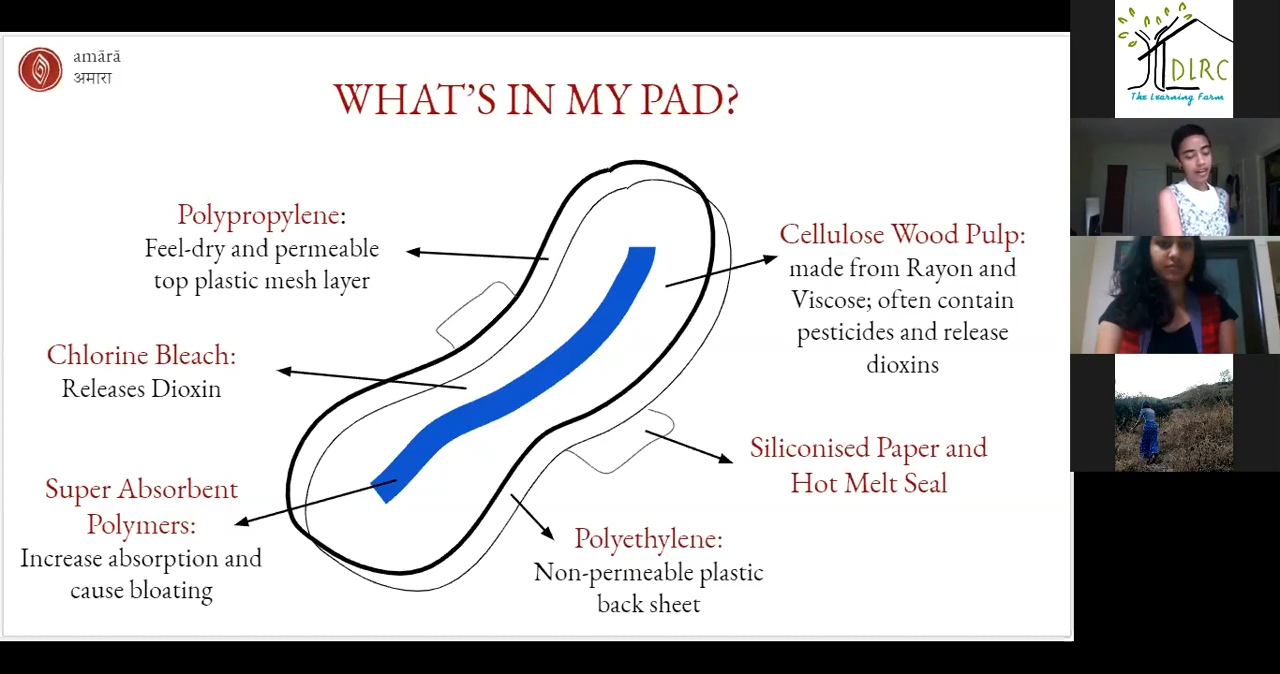 amārā
अमारा
WHAT'S IN MY PAD?
Polypropylene:
Feel-dry and permeable
top plastic mesh layer
Chlorine Bleach:
Releases Dioxin
Super Absorbent
Polymers:
Increase absorption and
cause bloating
Cellulose Wood Pulp:
made from Rayon and
Viscose; often contain
pesticides and release
dioxins
Siliconised Paper and
Hot Melt Seal
Polyethylene:
Non-permeable plastic
back sheet
DLRC
The Learning Farm